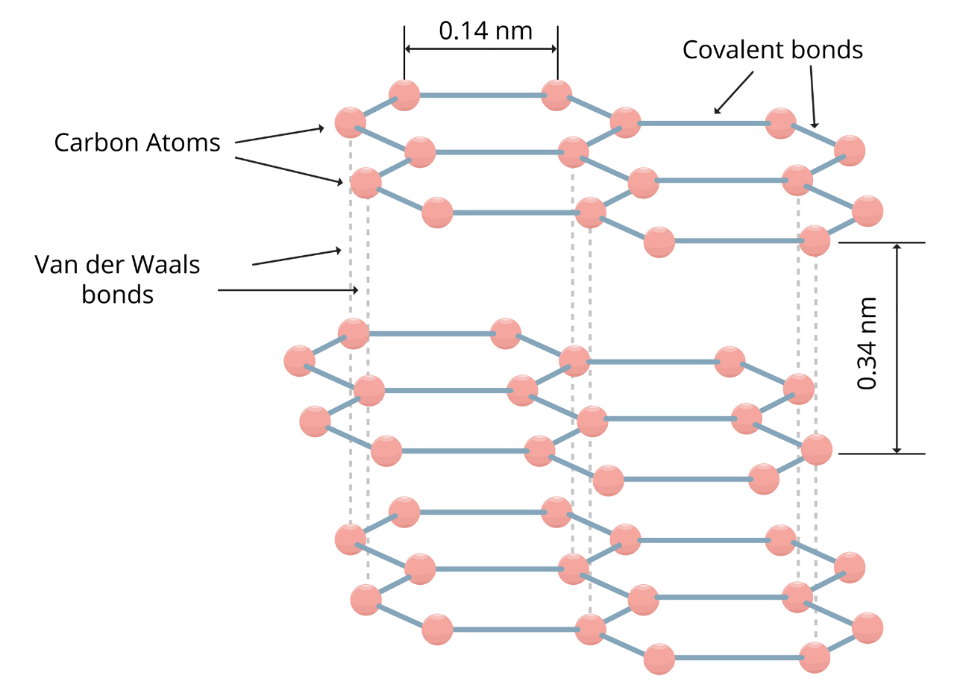 0.14 nm
Covalent bonds
Carbon Atoms
Van der Waals
bonds
0.34 nm